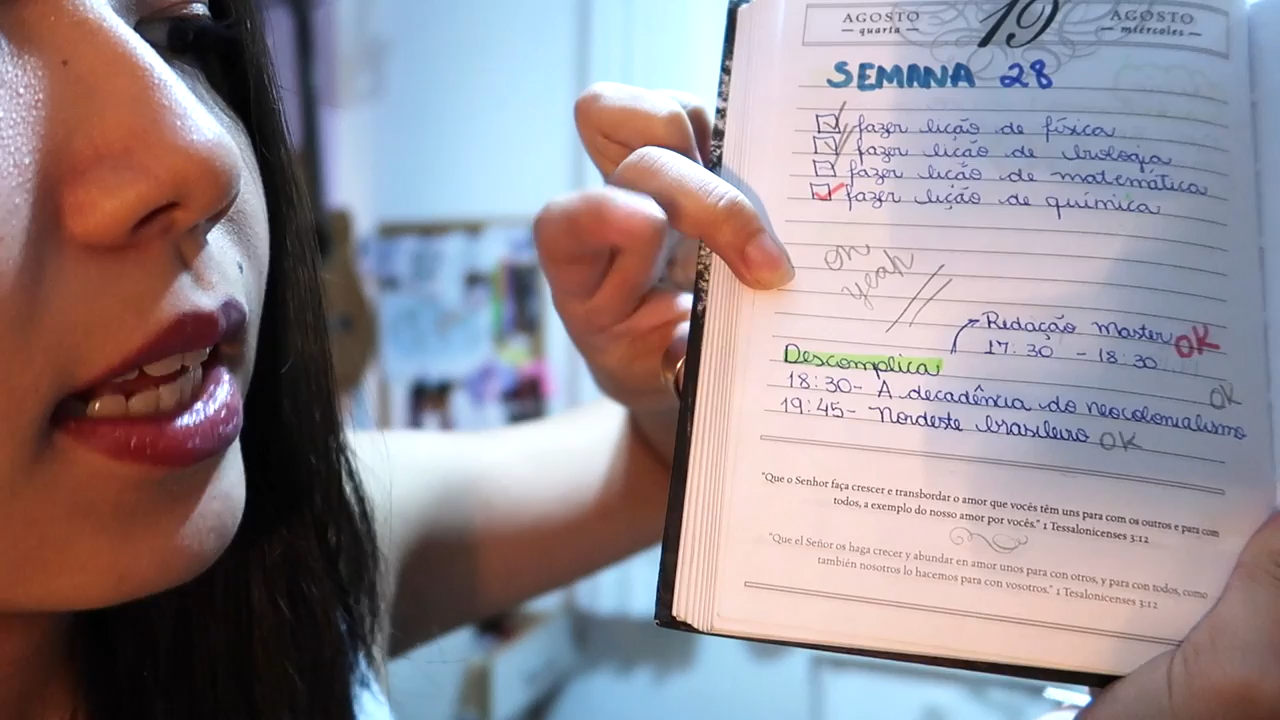 AGOSTO
— quarta —
19
AGOSTO
— miércoles —
SEMANA 28
fazer lição de física
fazer lição de biologia
fazer lição de matemática
fazer lição de química
oh
yeah
Redação Master OK
17:30 - 18:30
Descomplica
18:30- A decadência do neocolonialismo OK
19:45- Nordeste brasileiro OK
"Que o Senhor faça crescer e transbordar o amor que vocês têm uns para com os outros e para com
todos, a exemplo do nosso amor por vocês." 1 Tessalonicenses 3:12
"Que el Señor os haga crecer y abundar en amor unos para con otros, y para con todos, como
también nosotros lo hacemos para con vosotros." 1 Tesalonicenses 3:12